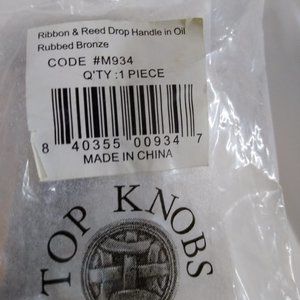 Ribbon & Reed Drop Handle in Oil
Rubbed Bronze
CODE #M934
Q'TY :1 PIECE
8 40355 00934 7
MADE IN CHINA
TOP KNOBS